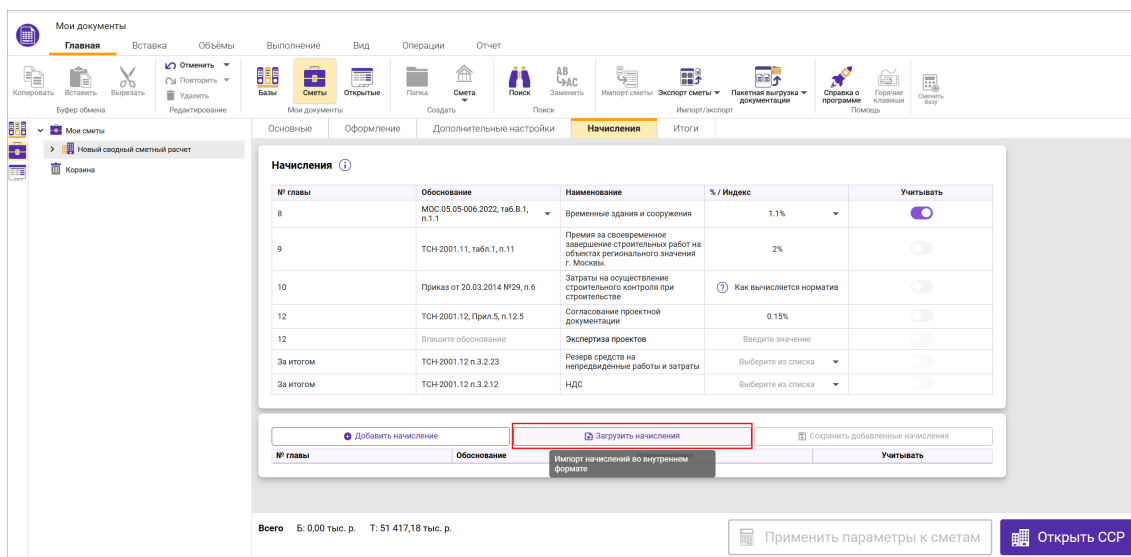 Мои документы
Главная Вставка Объёмы Выполнение Вид Операции Отчет
Копировать Вставить Вырезать Отменить Повторить Удалить Базы Сметы Открытые Папка Смета Поиск AB AC Заменить Импорт сметы Экспорт сметы Пакетная выгрузка документации Справка о программе Горячие клавиши Сменить базу
Буфер обмена Редактирование Мои документы Создать Поиск Импорт/экспорт Помощь
Мои сметы
Новый сводный сметный расчет
Корзина
Основные Оформление Дополнительные настройки Начисления Итоги
Начисления
№ главы Обоснование Наименование % / Индекс Учитывать
8 МОС.05.05-006.2022, таб.В.1, п.1.1 Временные здания и сооружения 1.1%
9 ТСН-2001.11, табл.1, п.11 Премия за своевременное завершение строительных работ на объектах регионального значения г. Москвы. 2%
10 Приказ от 20.03.2014 №29, п.6 Затраты на осуществление строительного контроля при строительстве ? Как вычисляется норматив
12 ТСН-2001.12, Прил.5, п.12.5 Согласование проектной документации 0.15%
12 Впишите обоснование Экспертиза проектов Введите значение
За итогом ТСН-2001.12 п.3.2.23 Резерв средств на непредвиденные работы и затраты Выберите из списка
За итогом ТСН-2001.12 п.3.2.12 НДС Выберите из списка
Добавить начисление Загрузить начисления Сохранить добавленные начисления
№ главы Обоснование Учитывать
Импорт начислений во внутреннем
формате
Всего Б: 0,00 тыс. р. Т: 51 417,18 тыс. р.
Применить параметры к сметам Открыть ССР